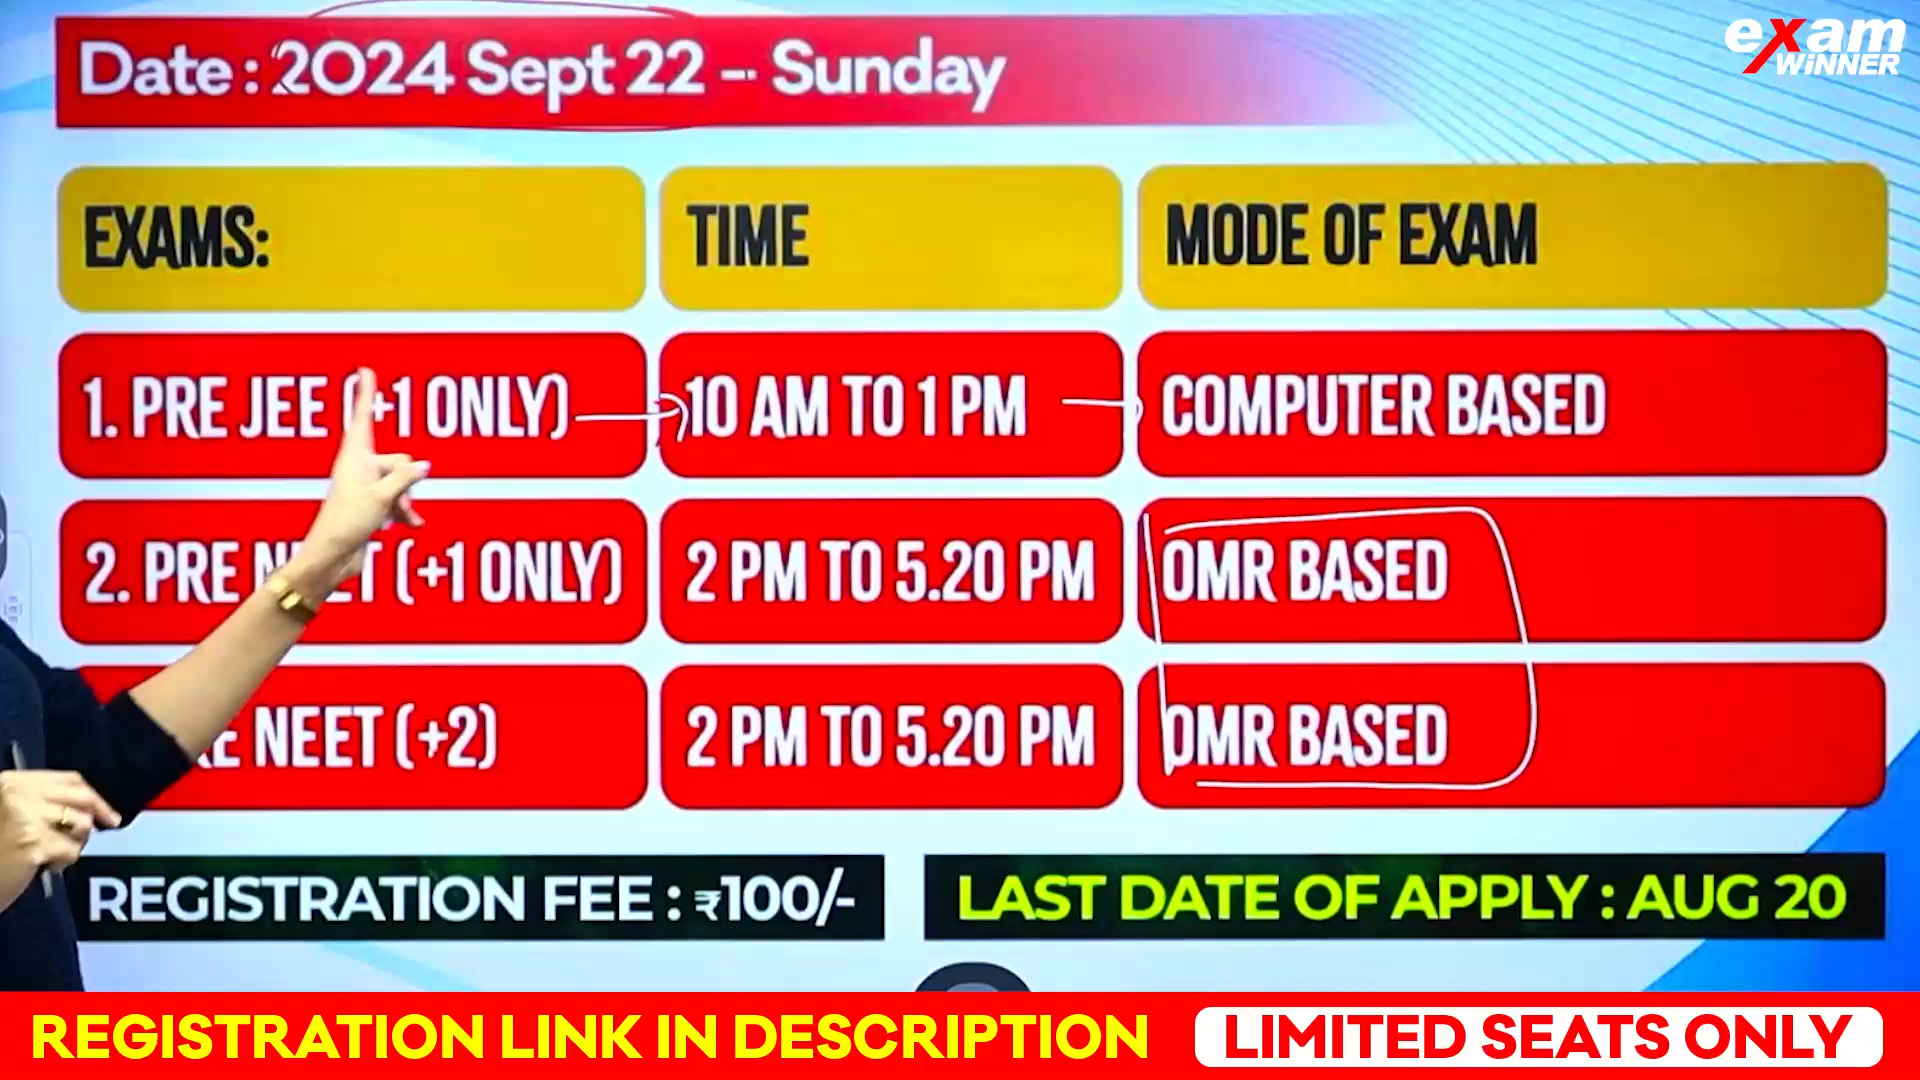 exam
WINNER
Date : 2024 Sept 22 -- Sunday
EXAMS: TIME MODE OF EXAM
1. PRE JEE (+1 ONLY) 10 AM TO 1 PM COMPUTER BASED
2. PRE (+1 ONLY) 2 PM TO 5.20 PM OMR BASED
NEET (+2) 2 PM TO 5.20 PM OMR BASED
REGISTRATION FEE : ₹100/- LAST DATE OF APPLY : AUG 20
REGISTRATION LINK IN DESCRIPTION LIMITED SEATS ONLY